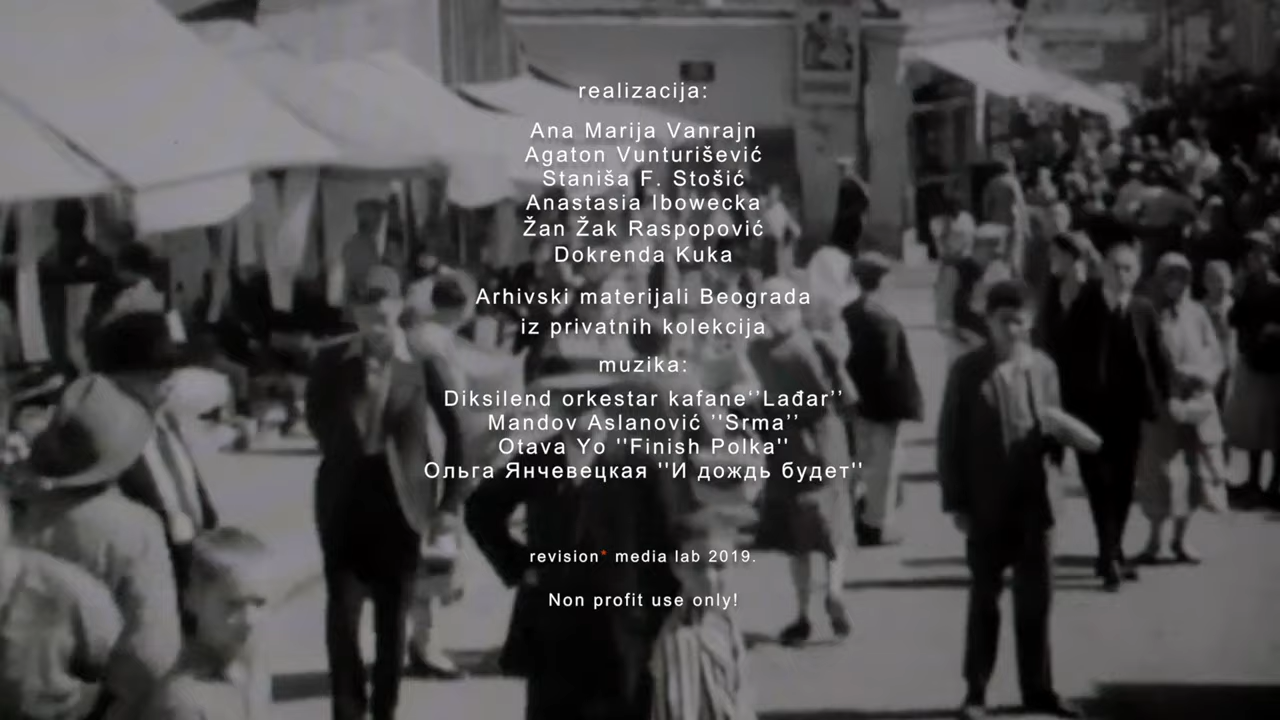 realizacija:
Ana Marija Vanrajn
Agaton Vunturišević
Staniša F. Stošić
Anastasia Ibowecka
Žan Žak Raspopović
Dokrenda Kuka
Arhivski materijali Beograda
iz privatnih kolekcija
muzika:
Diksilend orkestar kafane‘’Lađar’’
Mandov Aslanović ’’Srma’’
Otava Yo ''Finish Polka''
Ольга Янчевецкая ''И дождь будет''
revision* media lab 2019.
Non profit use only!